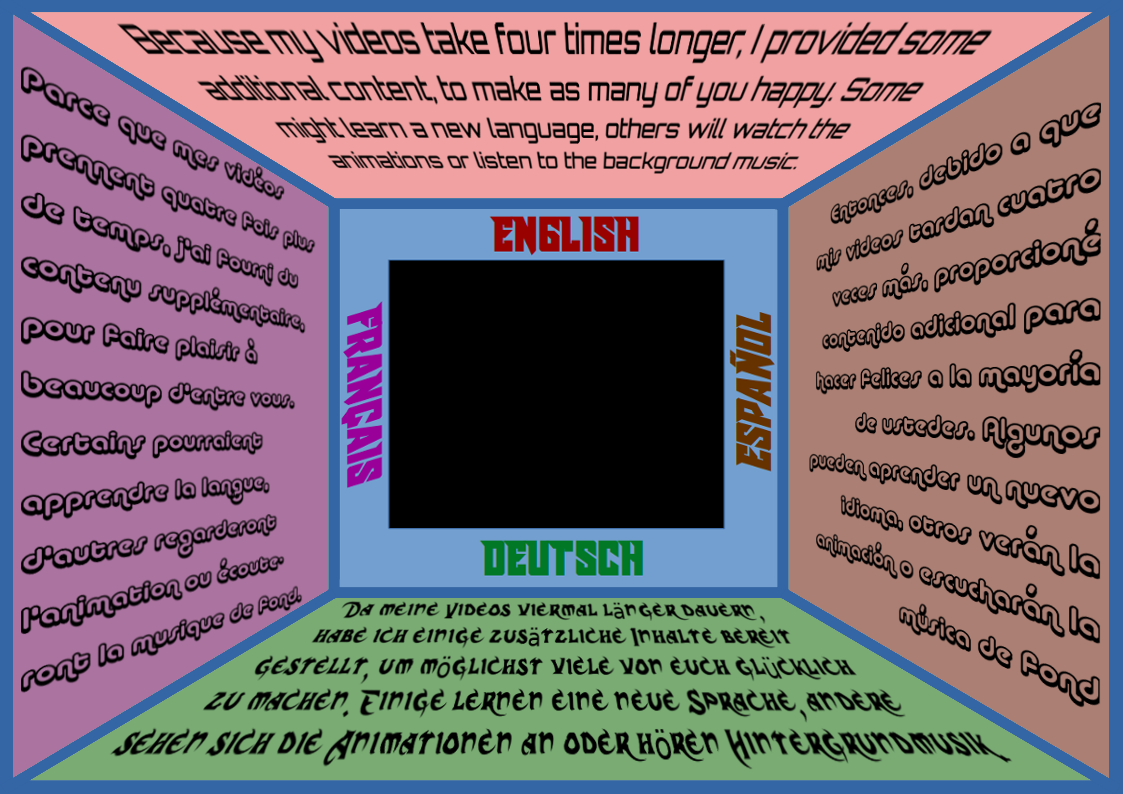 Because my videos take four times longer, I provided some
additional content, to make as many of you happy. Some
might learn a new language, others will watch the
animations or listen to the background music.
Parce que mes vidéos
prennent quatre fois plus
de temps, j'ai fourni du
contenu supplémentaire,
pour faire plaisir à
beaucoup d'entre vous.
Certains pourraient
apprendre la langue,
d'autres regarderont
l'animation ou écoute-
ront la musique de fond.
ENGLISH
FRANÇAIS
ESPAÑOL
DEUTSCH
Entonces, debido a que
mis videos tardan cuatro
veces más, proporcioné
contenido adicional para
hacer felices a la mayoría
de ustedes. Algunos
pueden aprender un nuevo
idioma, otros verán la
animación o escucharán la
música de fond
Da meine Videos viermal länger dauern,
habe ich einige zusätzliche Inhalte bereit
gestellt, um möglichst viele von euch glücklich
zu machen. Einige lernen eine neue Sprache, andere
sehen sich die Animationen an oder hören Hintergrundmusik